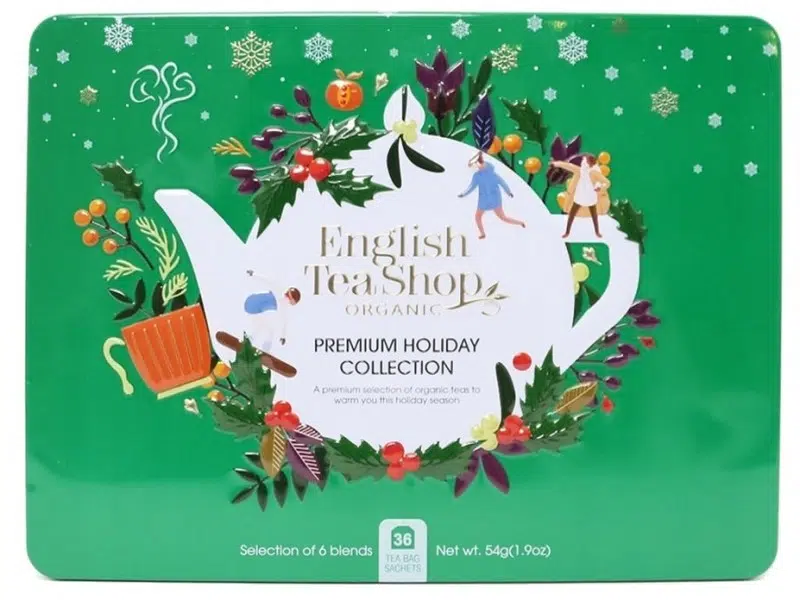 English
Tea Shop
ORGANIC
PREMIUM HOLIDAY
COLLECTION
A premium selection of organic teas to
warm you this holiday season
Selection of 6 blends
36
TEA BAG
SACHETS
Net wt. 54g(1.9oz)